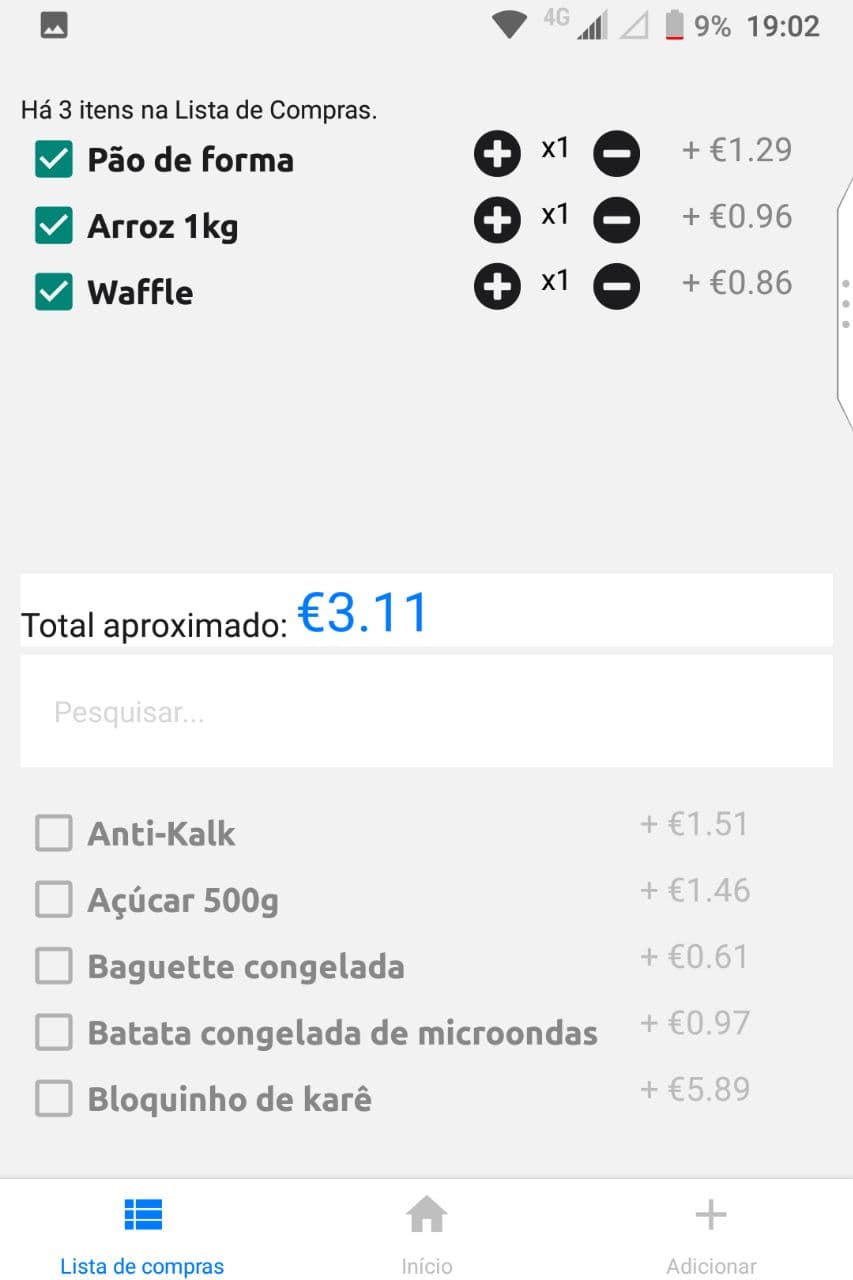 4G 9% 19:02
Há 3 itens na Lista de Compras.
Pão de forma x1 + €1.29
Arroz 1kg x1 + €0.96
Waffle x1 + €0.86
Total aproximado: €3.11
Pesquisar...
Anti-Kalk + €1.51
Açúcar 500g + €1.46
Baguette congelada + €0.61
Batata congelada de microondas + €0.97
Bloquinho de karê + €5.89
Lista de compras Início Adicionar